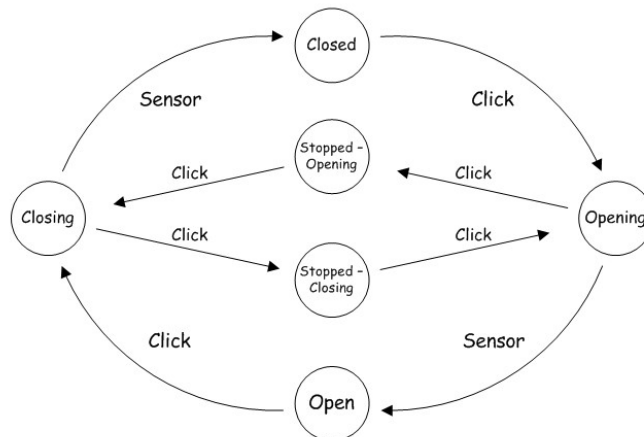 Closed
Sensor
Click
Stopped –
Opening
Click
Click
Closing
Opening
Click
Click
Stopped –
Closing
Click
Sensor
Open